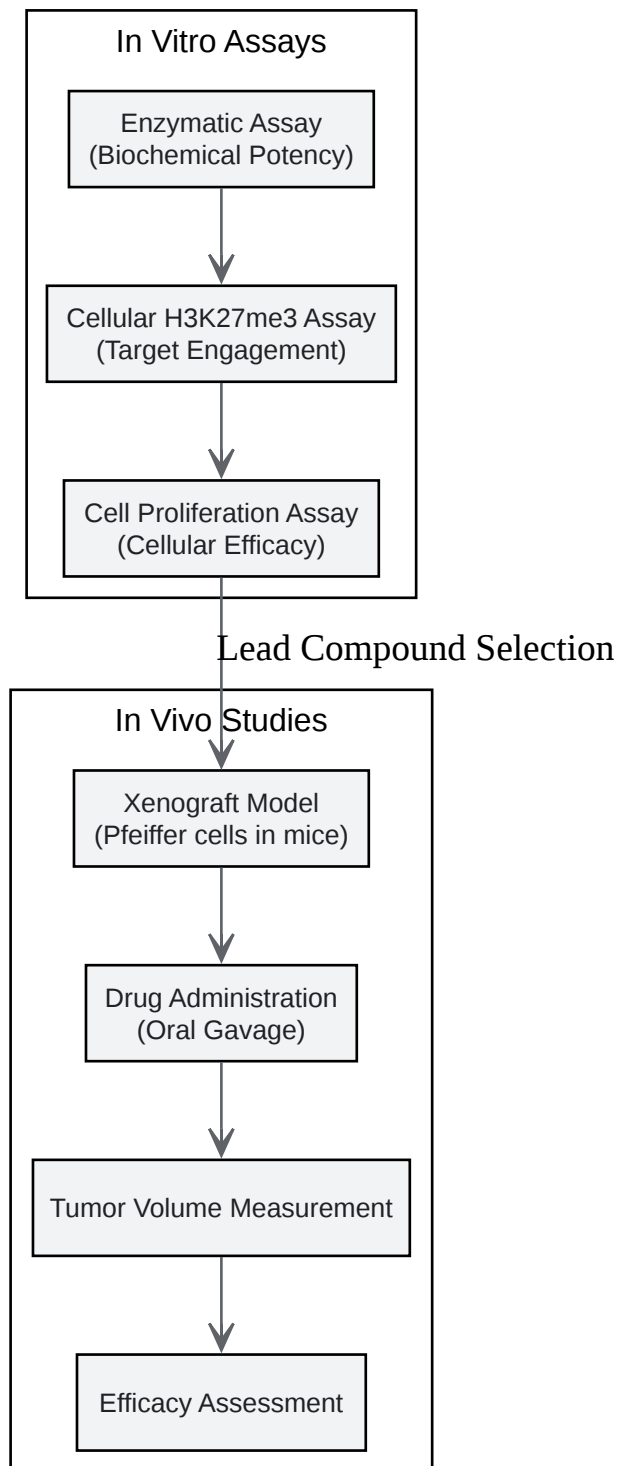 In Vitro Assays
Enzymatic Assay
(Biochemical Potency)
Cellular H3K27me3 Assay
(Target Engagement)
Cell Proliferation Assay
(Cellular Efficacy)
Lead Compound Selection
In Vivo Studies
Xenograft Model
(Pfeiffer cells in mice)
Drug Administration
(Oral Gavage)
Tumor Volume Measurement
Efficacy Assessment